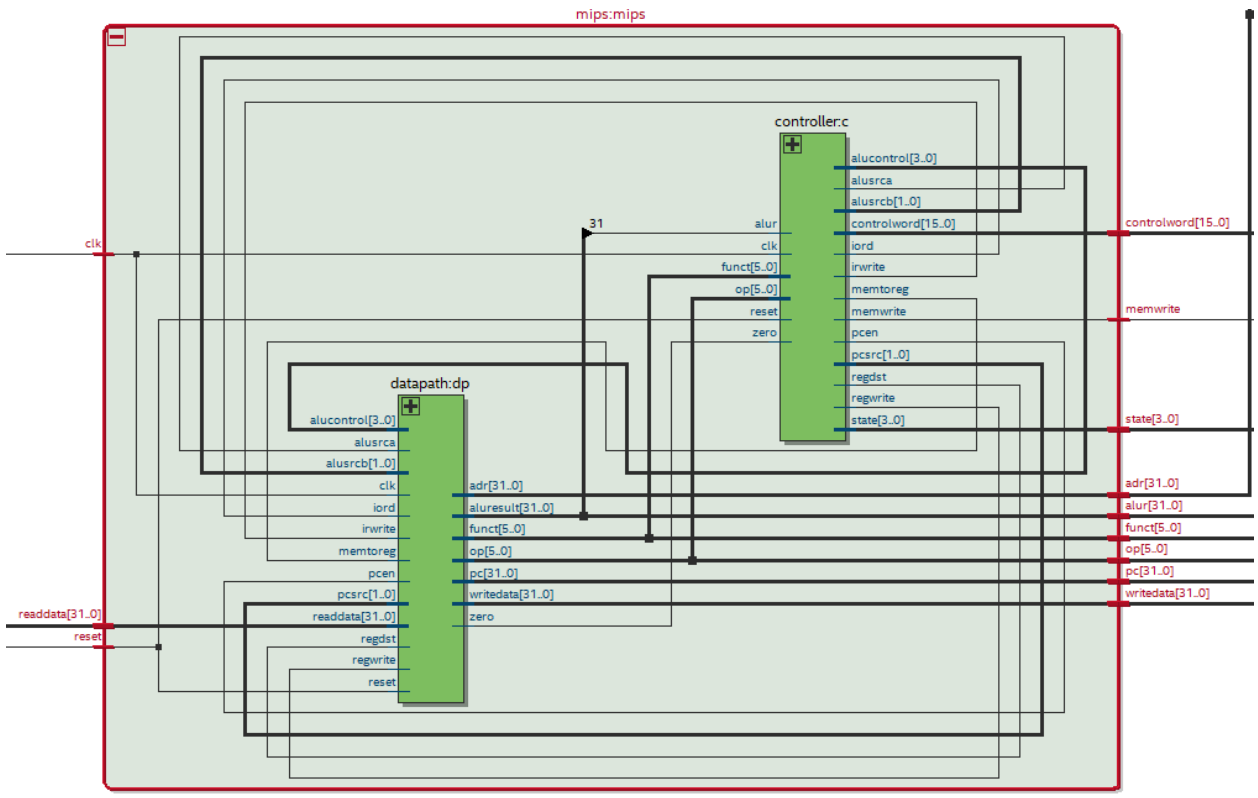 mips:mips
controller:c
alucontrol[3..0]
alusrca
alusrcb[1..0]
31
alur
controlword[15..0]
controlword[15..0]
clk
clk
iord
funct[5..0]
irwrite
op[5..0]
memtoreg
reset
memwrite
memwrite
zero
pcen
pcsrc[1..0]
datapath:dp
regdst
regwrite
alucontrol[3..0]
state[3..0]
state[3..0]
alusrca
alusrcb[1..0]
clk
adr[31..0]
adr[31..0]
iord
aluresult[31..0]
alur[31..0]
irwrite
funct[5..0]
funct[5..0]
memtoreg
op[5..0]
op[5..0]
pcen
pc[31..0]
pc[31..0]
pcsrc[1..0]
writedata[31..0]
writedata[31..0]
readdata[31..0]
readdata[31..0]
zero
reset
regdst
regwrite
reset